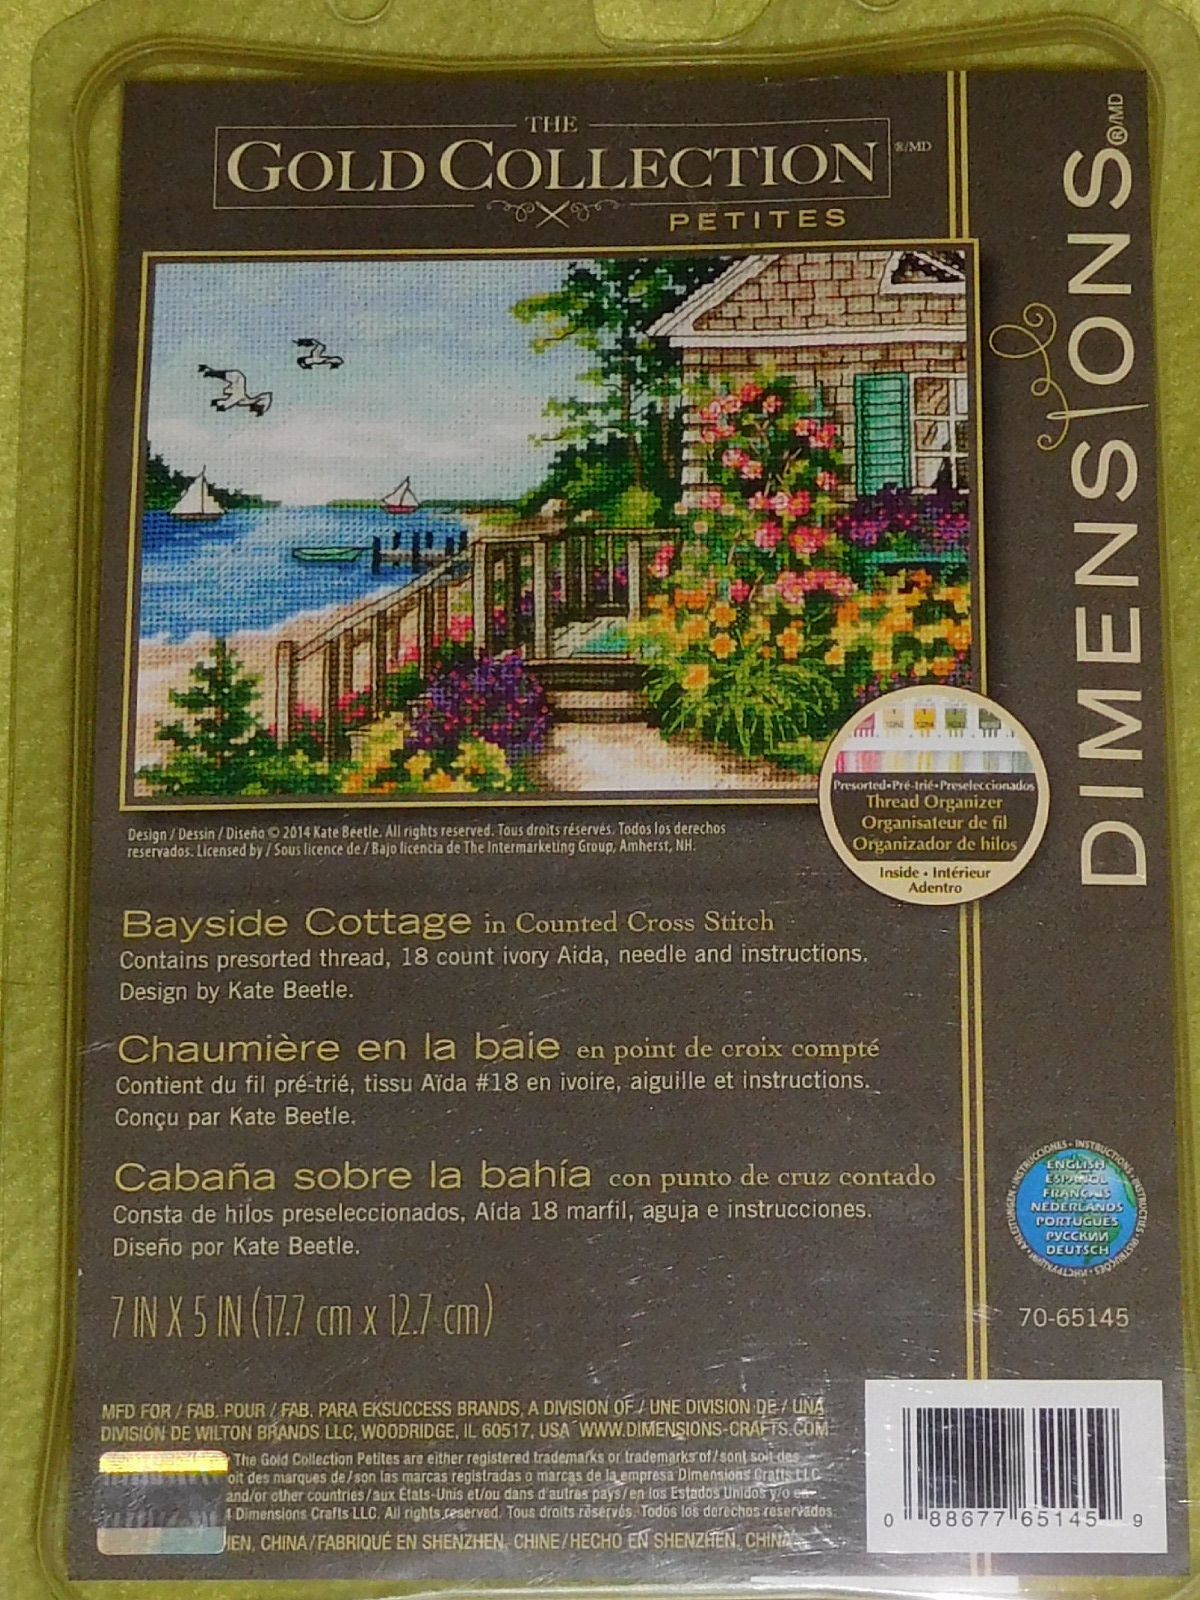 THE
GOLD COLLECTION ®/MD
PETITES
DIMENSIONS®/MD
Presorted•Pré-trié•Preseleccionados
Thread Organizer
Organisateur de fil
Organizador de hilos
Inside • Intérieur
Adentro
Design / Dessin / Diseño © 2014 Kate Beetle. All rights reserved. Tous droits réservés. Todos los derechos
reservados. Licensed by / Sous licence de / Bajo licencia de The Intermarketing Group, Amherst, NH.
Bayside Cottage in Counted Cross Stitch
Contains presorted thread, 18 count ivory Aida, needle and instructions.
Design by Kate Beetle.
Chaumière en la baie en point de croix compté
Contient du fil pré-trié, tissu Aïda #18 en ivoire, aiguille et instructions.
Conçu par Kate Beetle.
Cabaña sobre la bahía con punto de cruz contado
Consta de hilos preseleccionados, Aída 18 marfil, aguja e instrucciones.
Diseño por Kate Beetle.
7 IN X 5 IN (17.7 cm x 12.7 cm)
INSTRUCCIONES • INSTRUCTIONS • INSTRUCTIES • INSTRUÇÕES • ИНСТРУКЦИИ • ANLEITUNGEN •
ENGLISH
ESPAÑOL
FRANÇAIS
NEDERLANDS
PORTUGUÊS
РУССКИЙ
DEUTSCH
70-65145
MFD FOR / FAB. POUR / FAB. PARA EKSUCCESS BRANDS, A DIVISION OF / UNE DIVISION DE / UNA
DIVISIÓN DE WILTON BRANDS LLC, WOODRIDGE, IL 60517, USA WWW.DIMENSIONS-CRAFTS.COM
The Gold Collection Petites are either registered trademarks or trademarks of / sont soit des
oit des marques de / son las marcas registradas o marcas de la empresa Dimensions Crafts LLC
and/or other countries / aux États-Unis et/ou dans d'autres pays / en los Estados Unidos y/o en
Dimensions Crafts LLC. All rights reserved. Tous droits réservés. Todos los derechos reservados.
EN, CHINA / FABRIQUÉ EN SHENZHEN, CHINE / HECHO EN SHENZHEN, CHINA
0 88677 65145 9